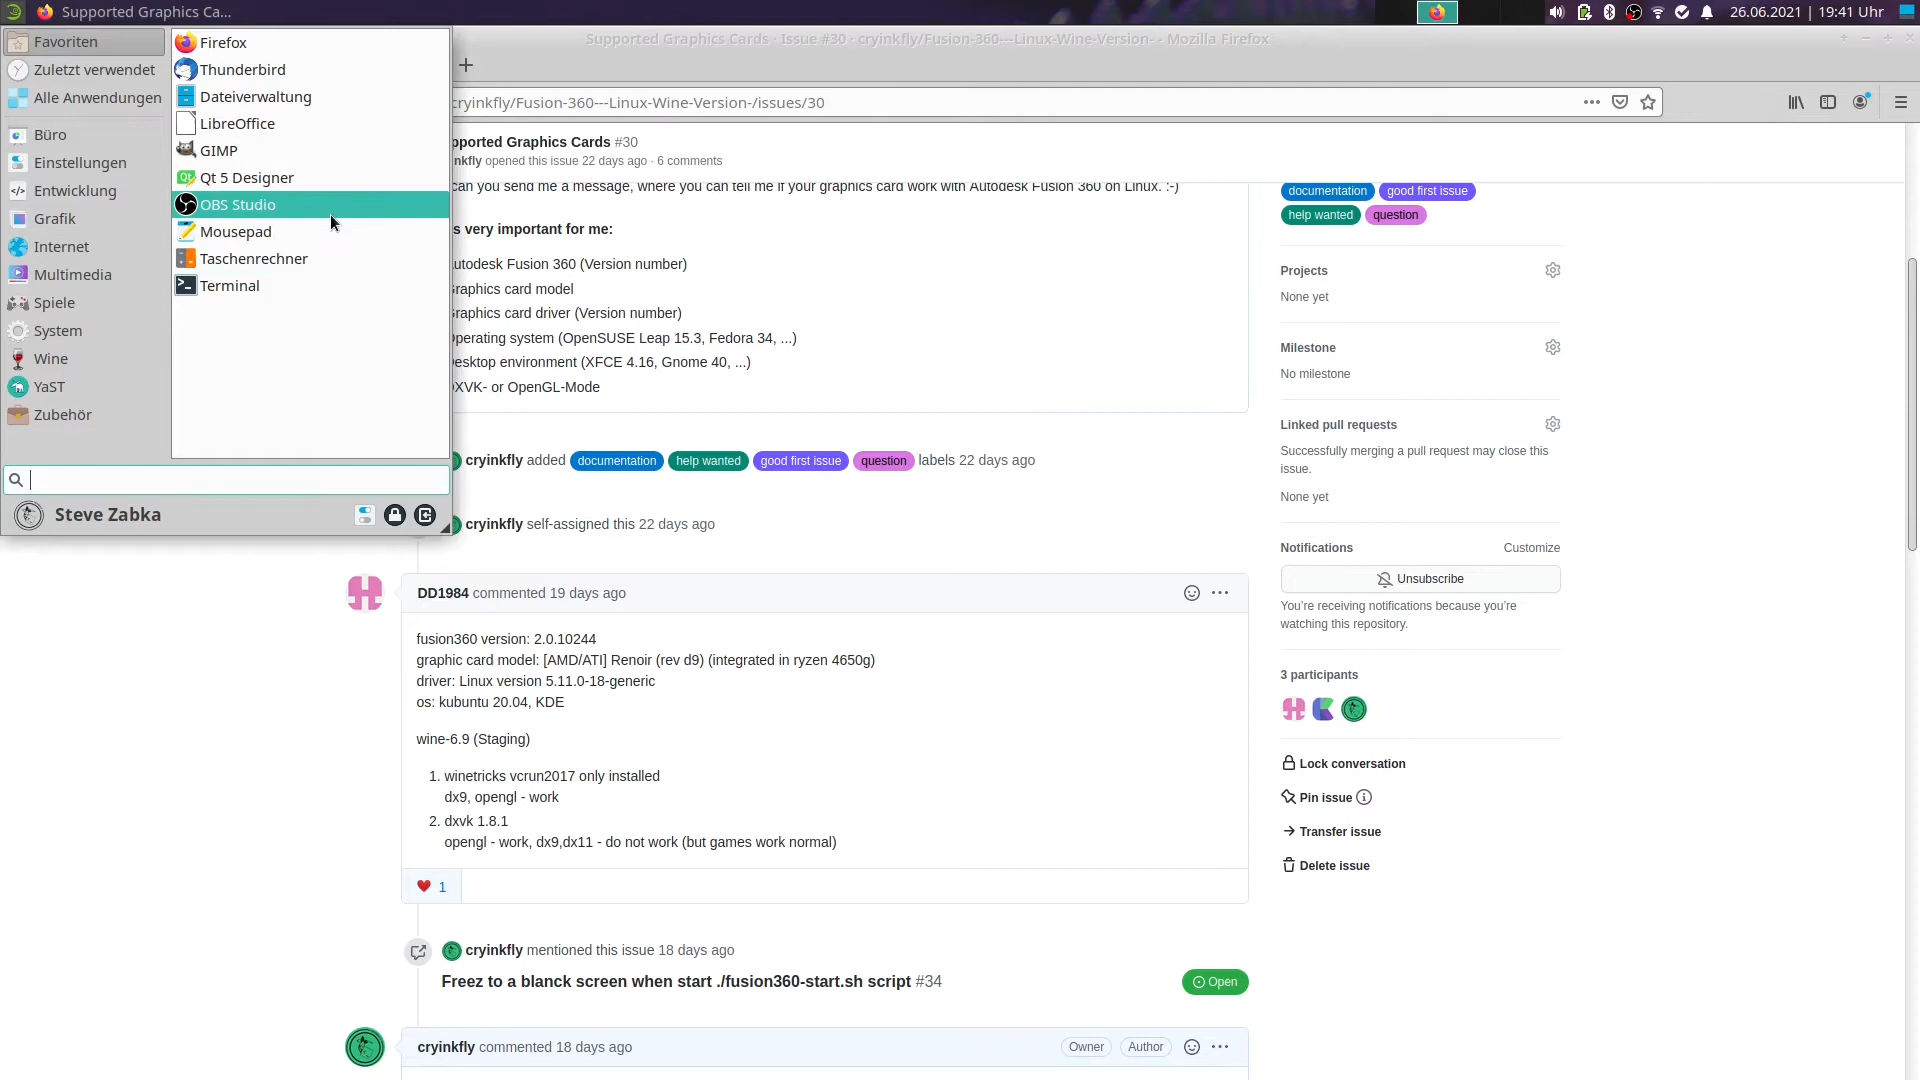 Supported Graphics Ca...
26.06.2021 | 19:41 Uhr
Supported Graphics Cards · Issue #30 · cryinkfly/Fusion-360---Linux-Wine-Version- - Mozilla Firefox
Favoriten
Zuletzt verwendet
Alle Anwendungen
Büro
Einstellungen
Entwicklung
Grafik
Internet
Multimedia
Spiele
System
Wine
YaST
Zubehör
Firefox
Thunderbird
Dateiverwaltung
LibreOffice
GIMP
Qt 5 Designer
OBS Studio
Mousepad
Taschenrechner
Terminal
Steve Zabka
cryinkfly/Fusion-360---Linux-Wine-Version-/issues/30
pported Graphics Cards #30
nkfly opened this issue 22 days ago · 6 comments
can you send me a message, where you can tell me if your graphics card work with Autodesk Fusion 360 on Linux. :-)
s very important for me:
utodesk Fusion 360 (Version number)
raphics card model
raphics card driver (Version number)
perating system (OpenSUSE Leap 15.3, Fedora 34, ...)
esktop environment (XFCE 4.16, Gnome 40, ...)
XVK- or OpenGL-Mode
cryinkfly added documentation help wanted good first issue question labels 22 days ago
cryinkfly self-assigned this 22 days ago
DD1984 commented 19 days ago
fusion360 version: 2.0.10244
graphic card model: [AMD/ATI] Renoir (rev d9) (integrated in ryzen 4650g)
driver: Linux version 5.11.0-18-generic
os: kubuntu 20.04, KDE
wine-6.9 (Staging)
1. winetricks vcrun2017 only installed
dx9, opengl - work
2. dxvk 1.8.1
opengl - work, dx9,dx11 - do not work (but games work normal)
❤ 1
cryinkfly mentioned this issue 18 days ago
Freez to a blanck screen when start ./fusion360-start.sh script #34
Open
cryinkfly commented 18 days ago
Owner
Author
documentation good first issue
help wanted question
Projects
None yet
Milestone
No milestone
Linked pull requests
Successfully merging a pull request may close this
issue.
None yet
Notifications
Customize
Unsubscribe
You're receiving notifications because you're
watching this repository.
3 participants
Lock conversation
Pin issue
Transfer issue
Delete issue